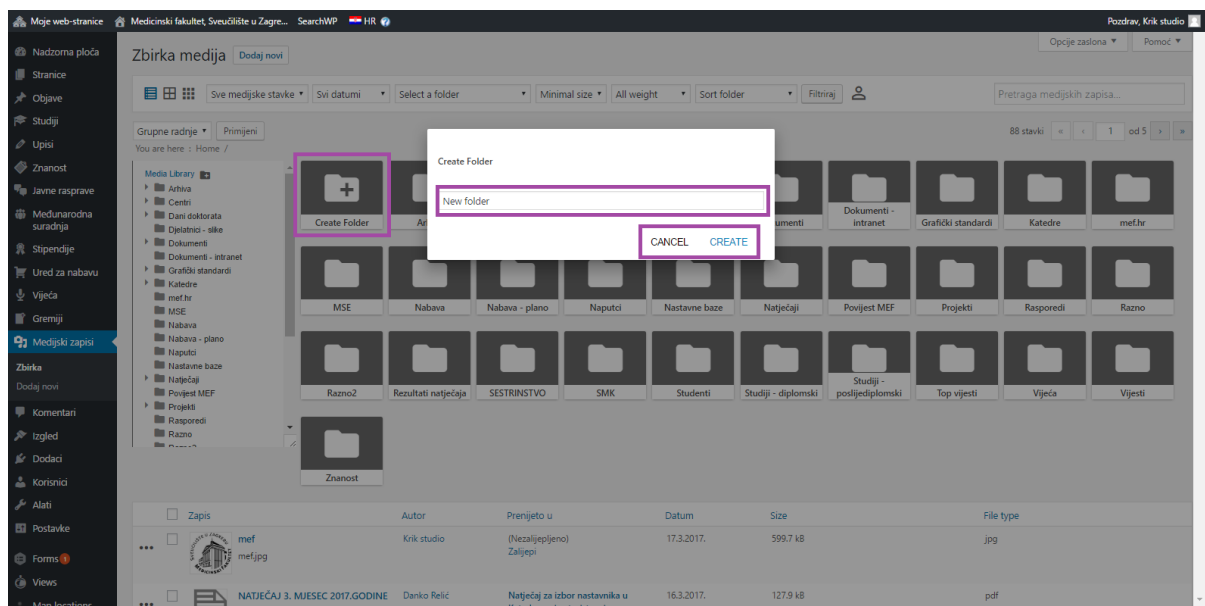 Moje web-stranice Medicinski fakultet, Sveučilište u Zagre... SearchWP HR Pozdrav, Krik studio
Opcije zaslona Pomoć
Nadzorna ploča
Stranice
Objave
Studiji
Upisi
Znanost
Javne rasprave
Međunarodna
suradnja
Stipendije
Ured za nabavu
Vijeća
Gremiji
Medijski zapisi
Zbirka
Dodaj novi
Komentari
Izgled
Dodaci
Korisnici
Alati
Postavke
Forms 1
Views
Map locations
Zbirka medija Dodaj novi
Sve medijske stavke Svi datumi Select a folder Minimal size All weight Sort folder Filtriraj Pretraga medijskih zapisa...
Grupne radnje Primijeni 88 stavki « ‹ 1 od 5 › »
You are here : Home /
Media Library
Arhiva
Centri
Dani doktorata
Djelatnici - slike
Dokumenti
Dokumenti - intranet
Grafički standardi
Katedre
mef.hr
MSE
Nabava
Nabava - plano
Naputci
Nastavne baze
Natječaji
Povijest MEF
Projekti
Rasporedi
Razno
Create Folder
New folder
CANCEL CREATE
Create Folder Ar umenti Dokumenti - intranet Grafički standardi Katedre mef.hr
MSE Nabava Nabava - plano Naputci Nastavne baze Natječaji Povijest MEF Projekti Rasporedi Razno
Razno2 Rezultati natječaja SESTRINSTVO SMK Studenti Studiji - diplomski Studiji - poslijediplomski Top vijesti Vijeća Vijesti
Znanost
Zapis Autor Prenijeto u Datum Size File type
mef Krik studio (Nezalijepljeno) 17.3.2017. 599.7 kB jpg
mef.jpg Zalijepi
NATJEČAJ 3. MJESEC 2017.GODINE Danko Relić Natječaj za izbor nastavnika u 16.3.2017. 127.9 kB pdf